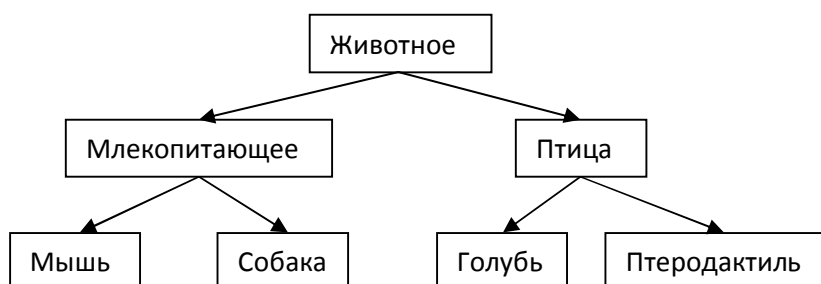 Животное
Млекопитающее
Птица
Мышь
Собака
Голубь
Птеродактиль